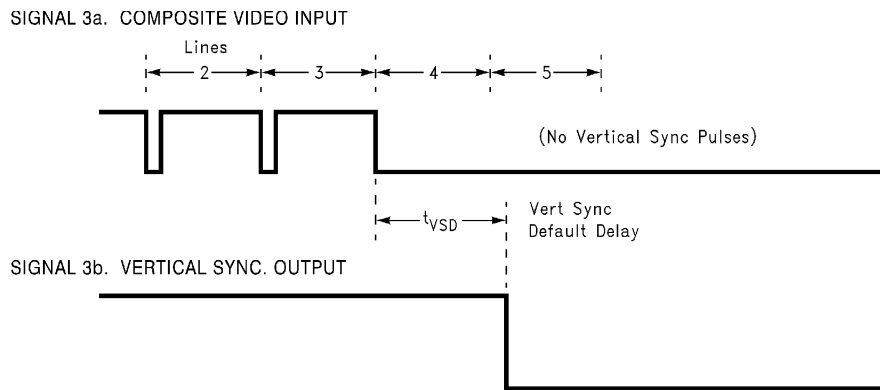 SIGNAL 3a. COMPOSITE VIDEO INPUT
Lines
2 3 4 5
(No Vertical Sync Pulses)
tVSD
Vert Sync
Default Delay
SIGNAL 3b. VERTICAL SYNC. OUTPUT